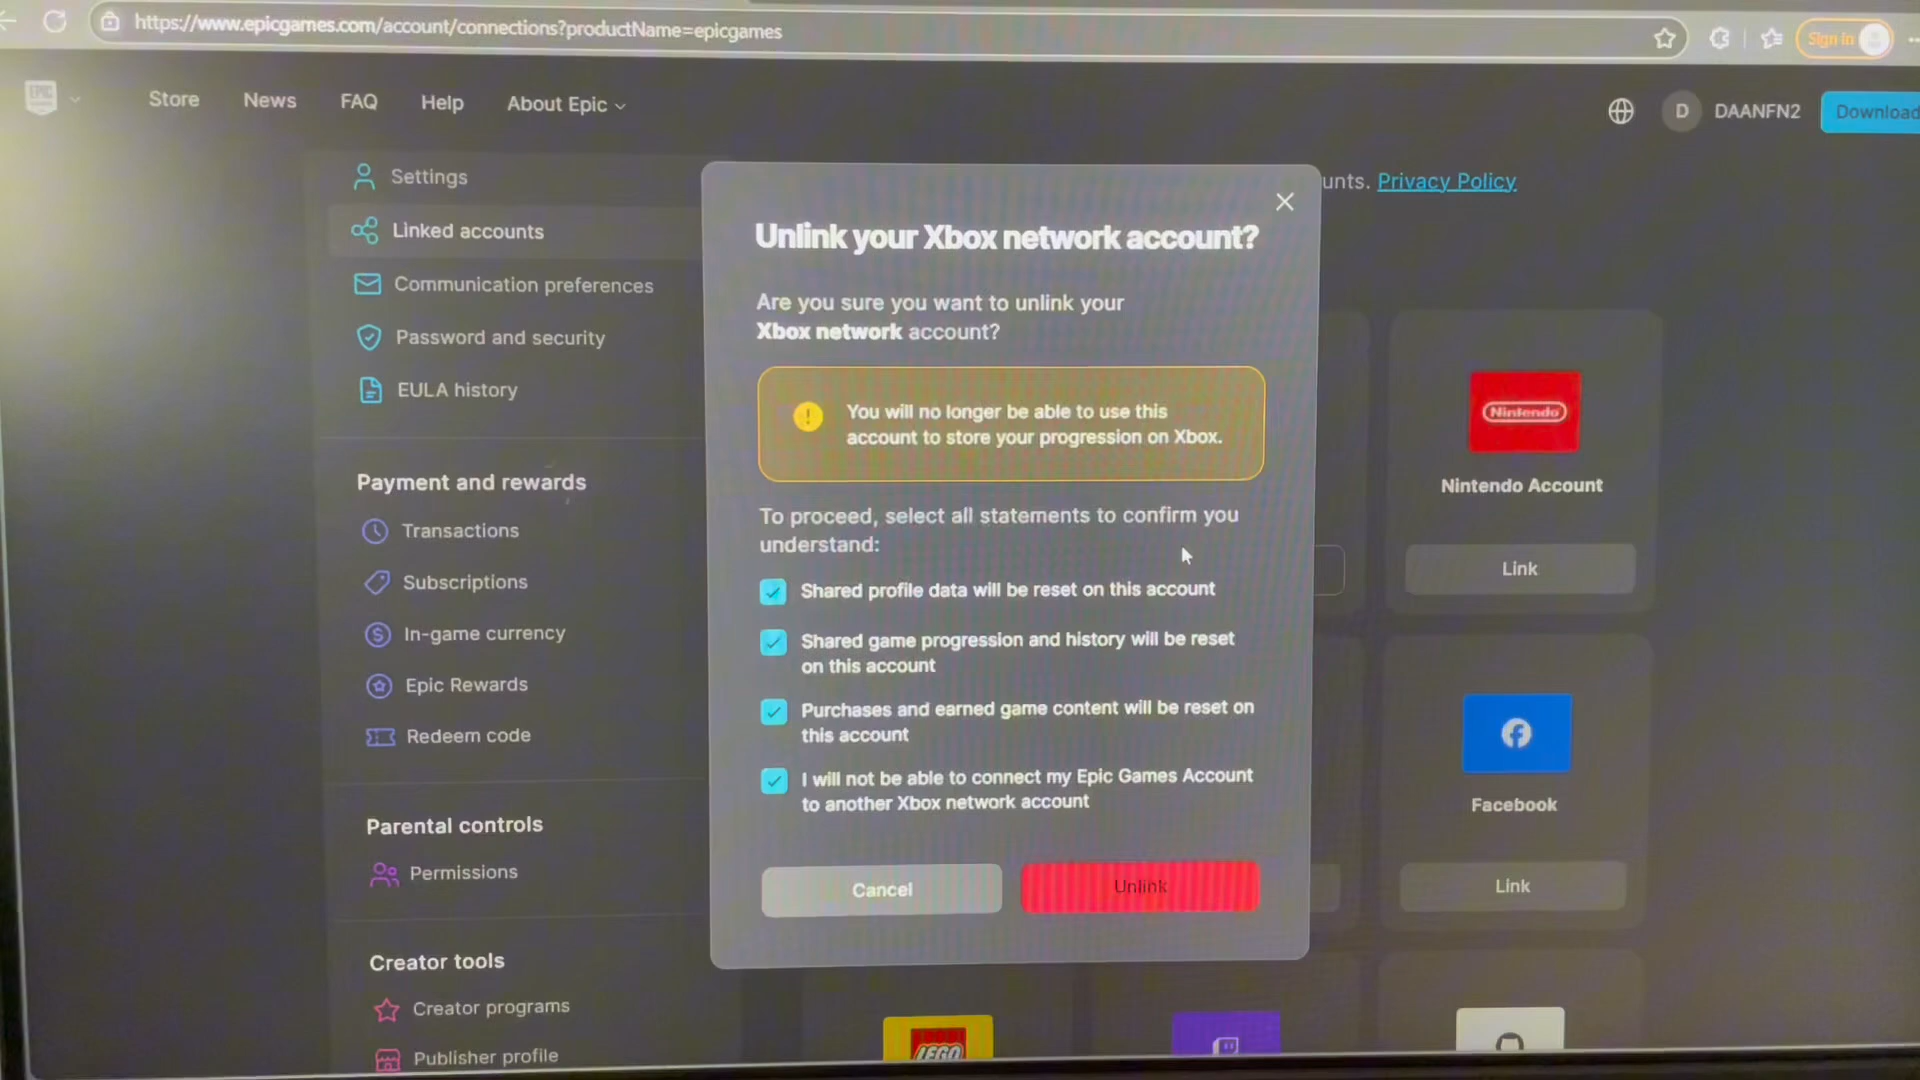 https://www.epicgames.com/account/connections?productName=epicgames
Sign in
EPIC
GAMES
Store
News
FAQ
Help
About Epic
D
DAANFN2
Download
Settings
Linked accounts
Communication preferences
Password and security
EULA history
Payment and rewards
Transactions
Subscriptions
In-game currency
Epic Rewards
Redeem code
Parental controls
Permissions
Creator tools
Creator programs
Publisher profile
unts. Privacy Policy
Unlink your Xbox network account?
Are you sure you want to unlink your
Xbox network account?
You will no longer be able to use this
account to store your progression on Xbox.
To proceed, select all statements to confirm you
understand:
Shared profile data will be reset on this account
Shared game progression and history will be reset
on this account
Purchases and earned game content will be reset on
this account
I will not be able to connect my Epic Games Account
to another Xbox network account
Cancel
Unlink
Nintendo
Nintendo Account
Link
Facebook
Link
LEGO